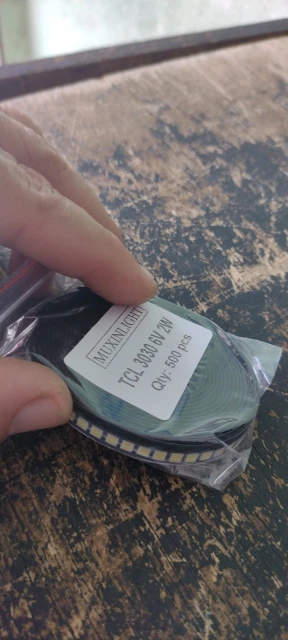 MUXINLIGHT
TCL 3030 6V 2W
Qty: 500 pcs